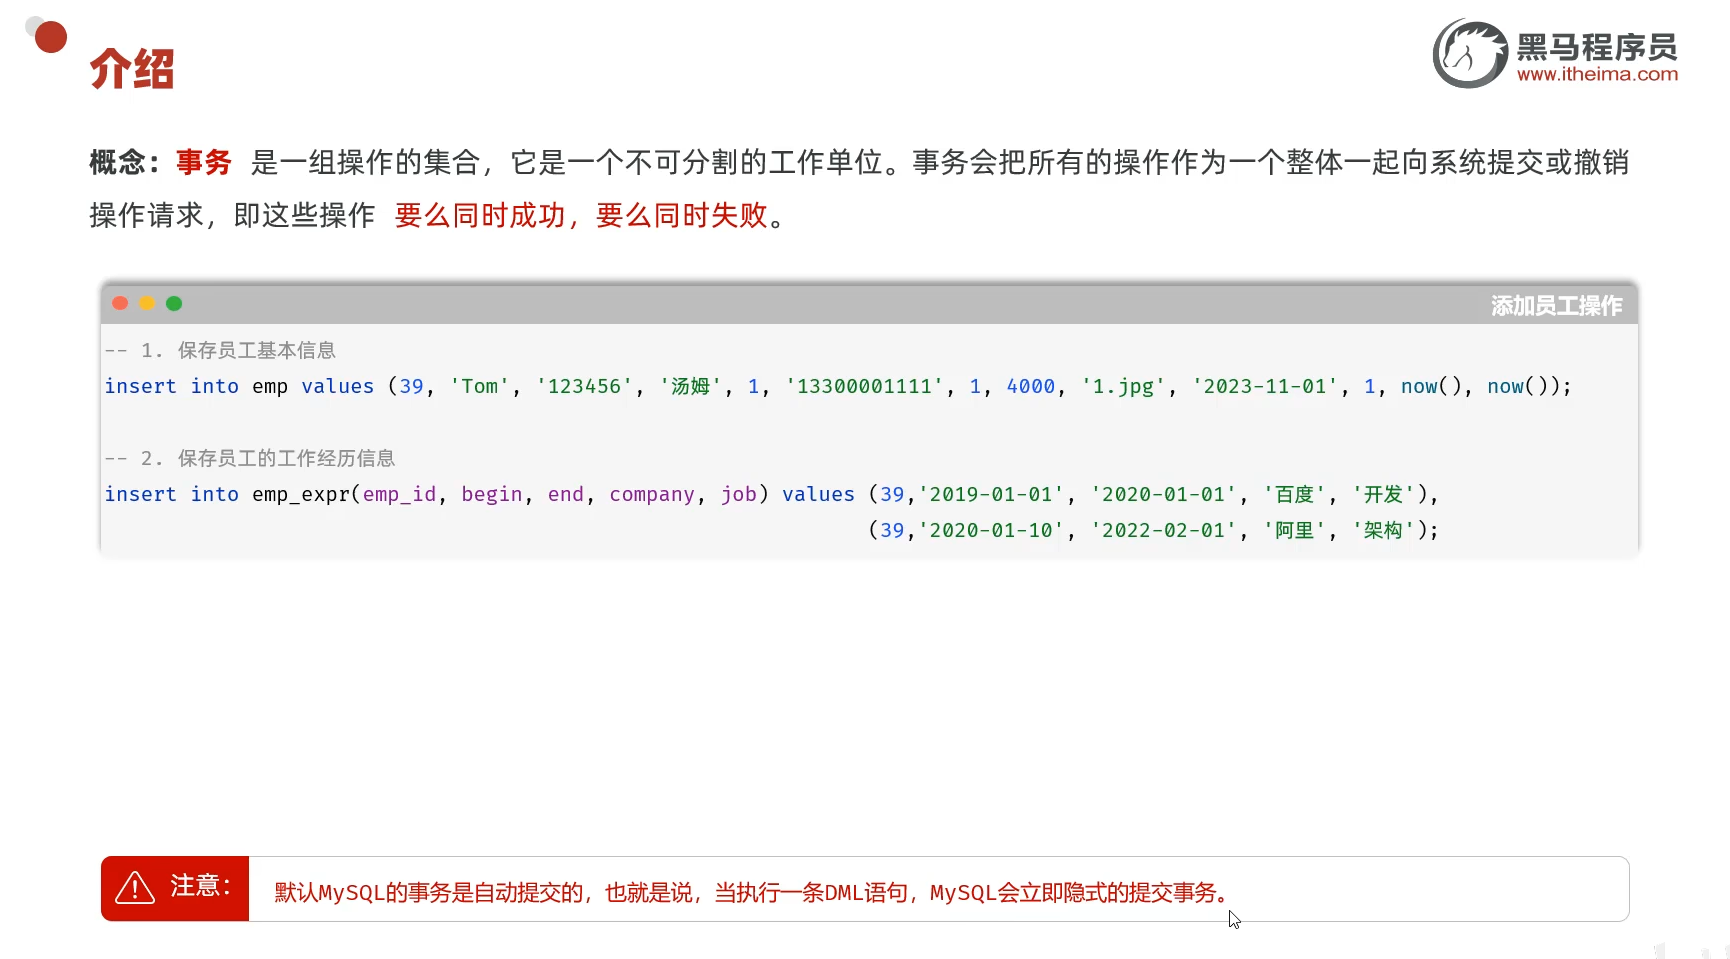 介绍
黑马程序员
www.itheima.com
概念：事务 是一组操作的集合，它是一个不可分割的工作单位。事务会把所有的操作作为一个整体一起向系统提交或撤销
操作请求，即这些操作 要么同时成功，要么同时失败。
添加员工操作
-- 1. 保存员工基本信息
insert into emp values (39, 'Tom', '123456', '汤姆', 1, '13300001111', 1, 4000, '1.jpg', '2023-11-01', 1, now(), now());
-- 2. 保存员工的工作经历信息
insert into emp_expr(emp_id, begin, end, company, job) values (39,'2019-01-01', '2020-01-01', '百度', '开发'),
(39,'2020-01-10', '2022-02-01', '阿里', '架构');
注意：
默认MySQL的事务是自动提交的，也就是说，当执行一条DML语句，MySQL会立即隐式的提交事务。